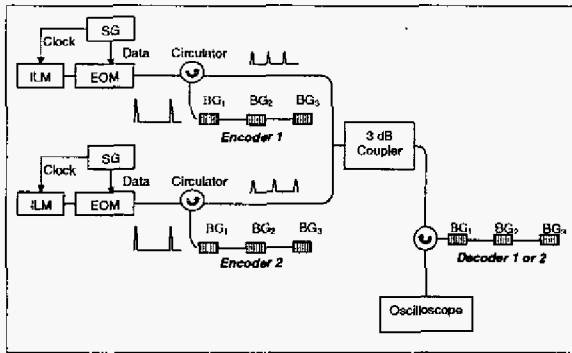 SG
Clock
Data
Circulator
ILM
EOM
BG1
BG2
BG3
Encoder 1
3 dB
Coupler
SG
Clock
Data
Circulator
ILM
EOM
BG1
BG2
BG3
Encoder 2
BG1
BG2
BG3
Decoder 1 or 2
Oscilloscope